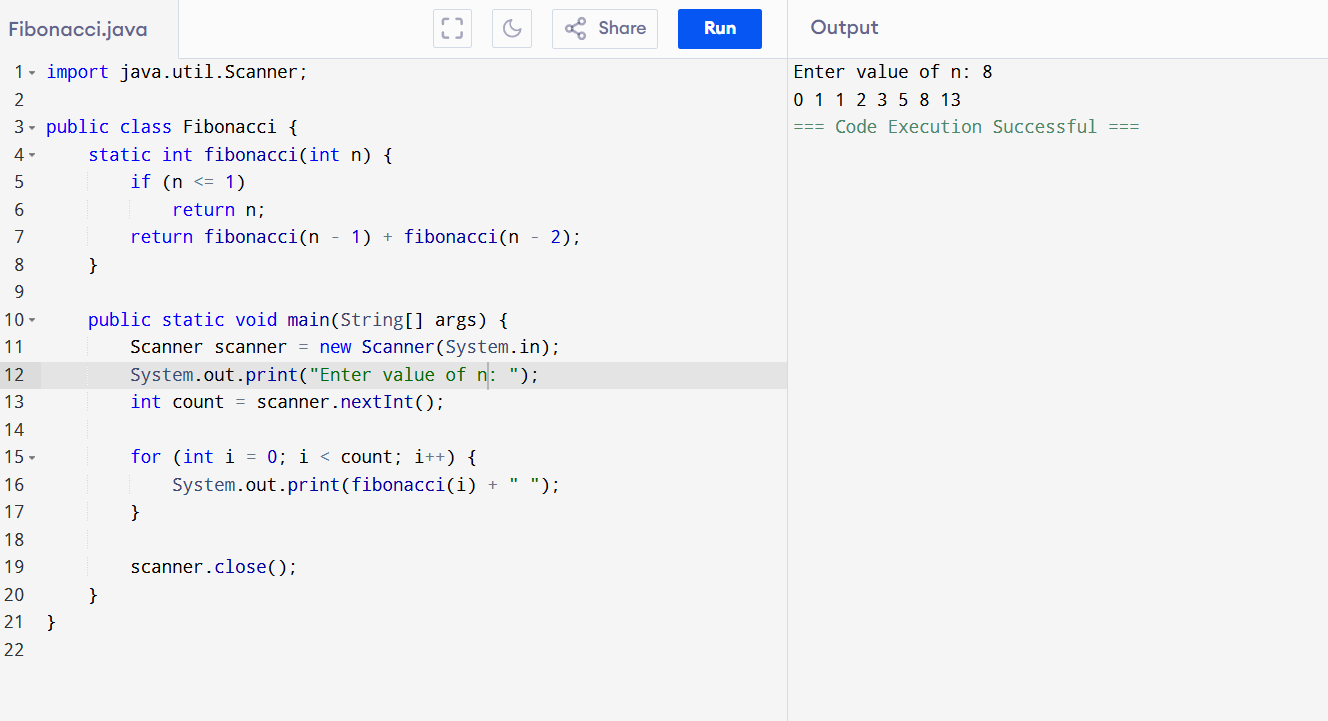 Fibonacci.java
Share
Run
Output
1 import java.util.Scanner;
2
3 public class Fibonacci {
4     static int fibonacci(int n) {
5         if (n <= 1)
6             return n;
7         return fibonacci(n - 1) + fibonacci(n - 2);
8     }
9
10     public static void main(String[] args) {
11         Scanner scanner = new Scanner(System.in);
12         System.out.print("Enter value of n: ");
13         int count = scanner.nextInt();
14
15         for (int i = 0; i < count; i++) {
16             System.out.print(fibonacci(i) + " ");
17         }
18
19         scanner.close();
20     }
21 }
22
Enter value of n: 8
0 1 1 2 3 5 8 13
=== Code Execution Successful ===